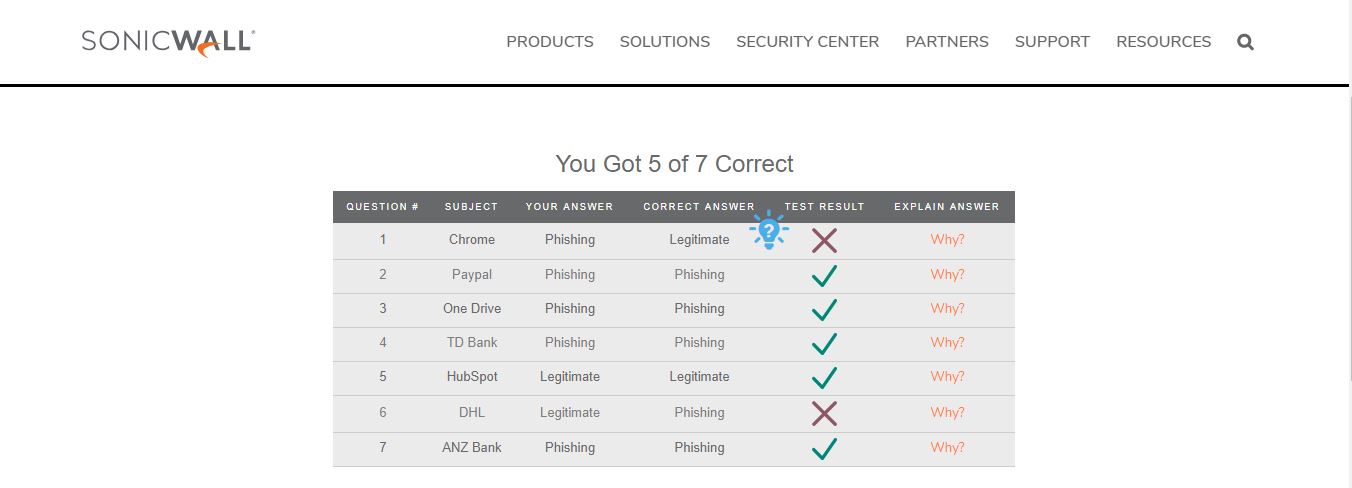 SONICWALL®
PRODUCTS SOLUTIONS SECURITY CENTER PARTNERS SUPPORT RESOURCES
You Got 5 of 7 Correct
QUESTION # SUBJECT YOUR ANSWER CORRECT ANSWER TEST RESULT EXPLAIN ANSWER
?
1 Chrome Phishing Legitimate Why?
2 Paypal Phishing Phishing Why?
3 One Drive Phishing Phishing Why?
4 TD Bank Phishing Phishing Why?
5 HubSpot Legitimate Legitimate Why?
6 DHL Legitimate Phishing Why?
7 ANZ Bank Phishing Phishing Why?